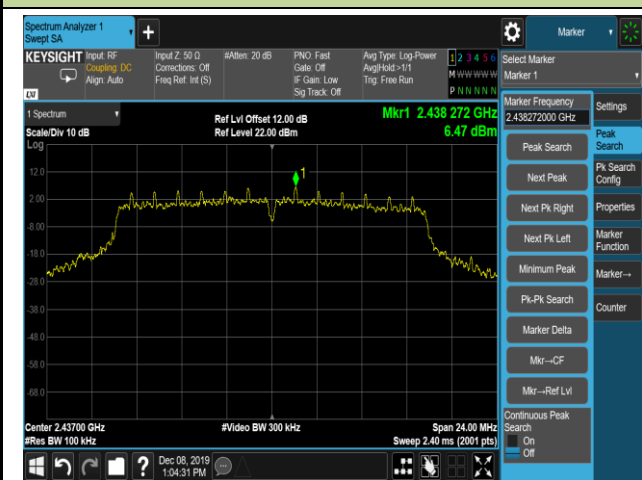 Spectrum Analyzer 1
Swept SA
+
Marker
KEYSIGHT
Input: RF
Coupling: DC
Align: Auto
Input Z: 50 Ω
Corrections: Off
Freq Ref: Int (S)
#Atten: 20 dB
PNO: Fast
Gate: Off
IF Gain: Low
Sig Track: Off
Avg Type: Log-Power
Avg|Hold:>1/1
Trig: Free Run
1 2 3 4 5 6
M W W W W W
P N N N N N
LXI
Select Marker
Marker 1
1 Spectrum
Scale/Div 10 dB
Ref Lvl Offset 12.00 dB
Ref Level 22.00 dBm
Mkr1 2.438 272 GHz
6.47 dBm
Log
12.0
2.00
-8.00
-18.0
-28.0
-38.0
-48.0
-58.0
-68.0
1
Center 2.43700 GHz
#Res BW 100 kHz
#Video BW 300 kHz
Span 24.00 MHz
Sweep 2.40 ms (2001 pts)
Marker Frequency
2.438272000 GHz
Peak Search
Next Peak
Next Pk Right
Next Pk Left
Minimum Peak
Pk-Pk Search
Marker Delta
Mkr→CF
Mkr→Ref Lvl
Continuous Peak
Search
On
Off
Settings
Peak
Search
Pk Search
Config
Properties
Marker
Function
Marker→
Counter
?
Dec 08, 2019
1:04:31 PM